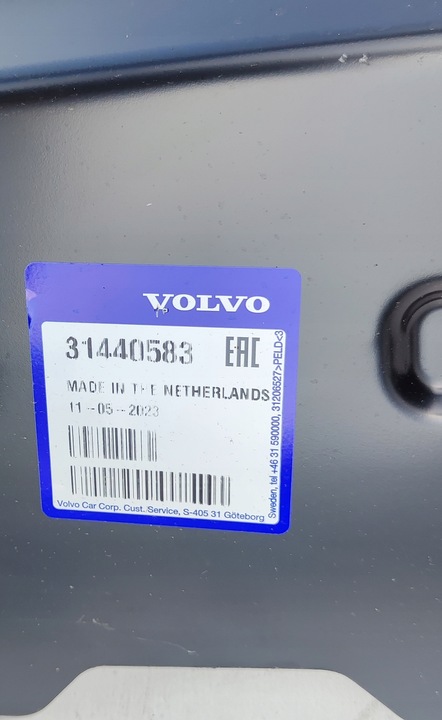 VOLVO
31440583 EAC
MADE IN THE NETHERLANDS
11-05-2023
Volvo Car Corp. Cust. Service, S-405 31 Göteborg
Sweden, tel +46 31 590000, 31206527>PELD<3